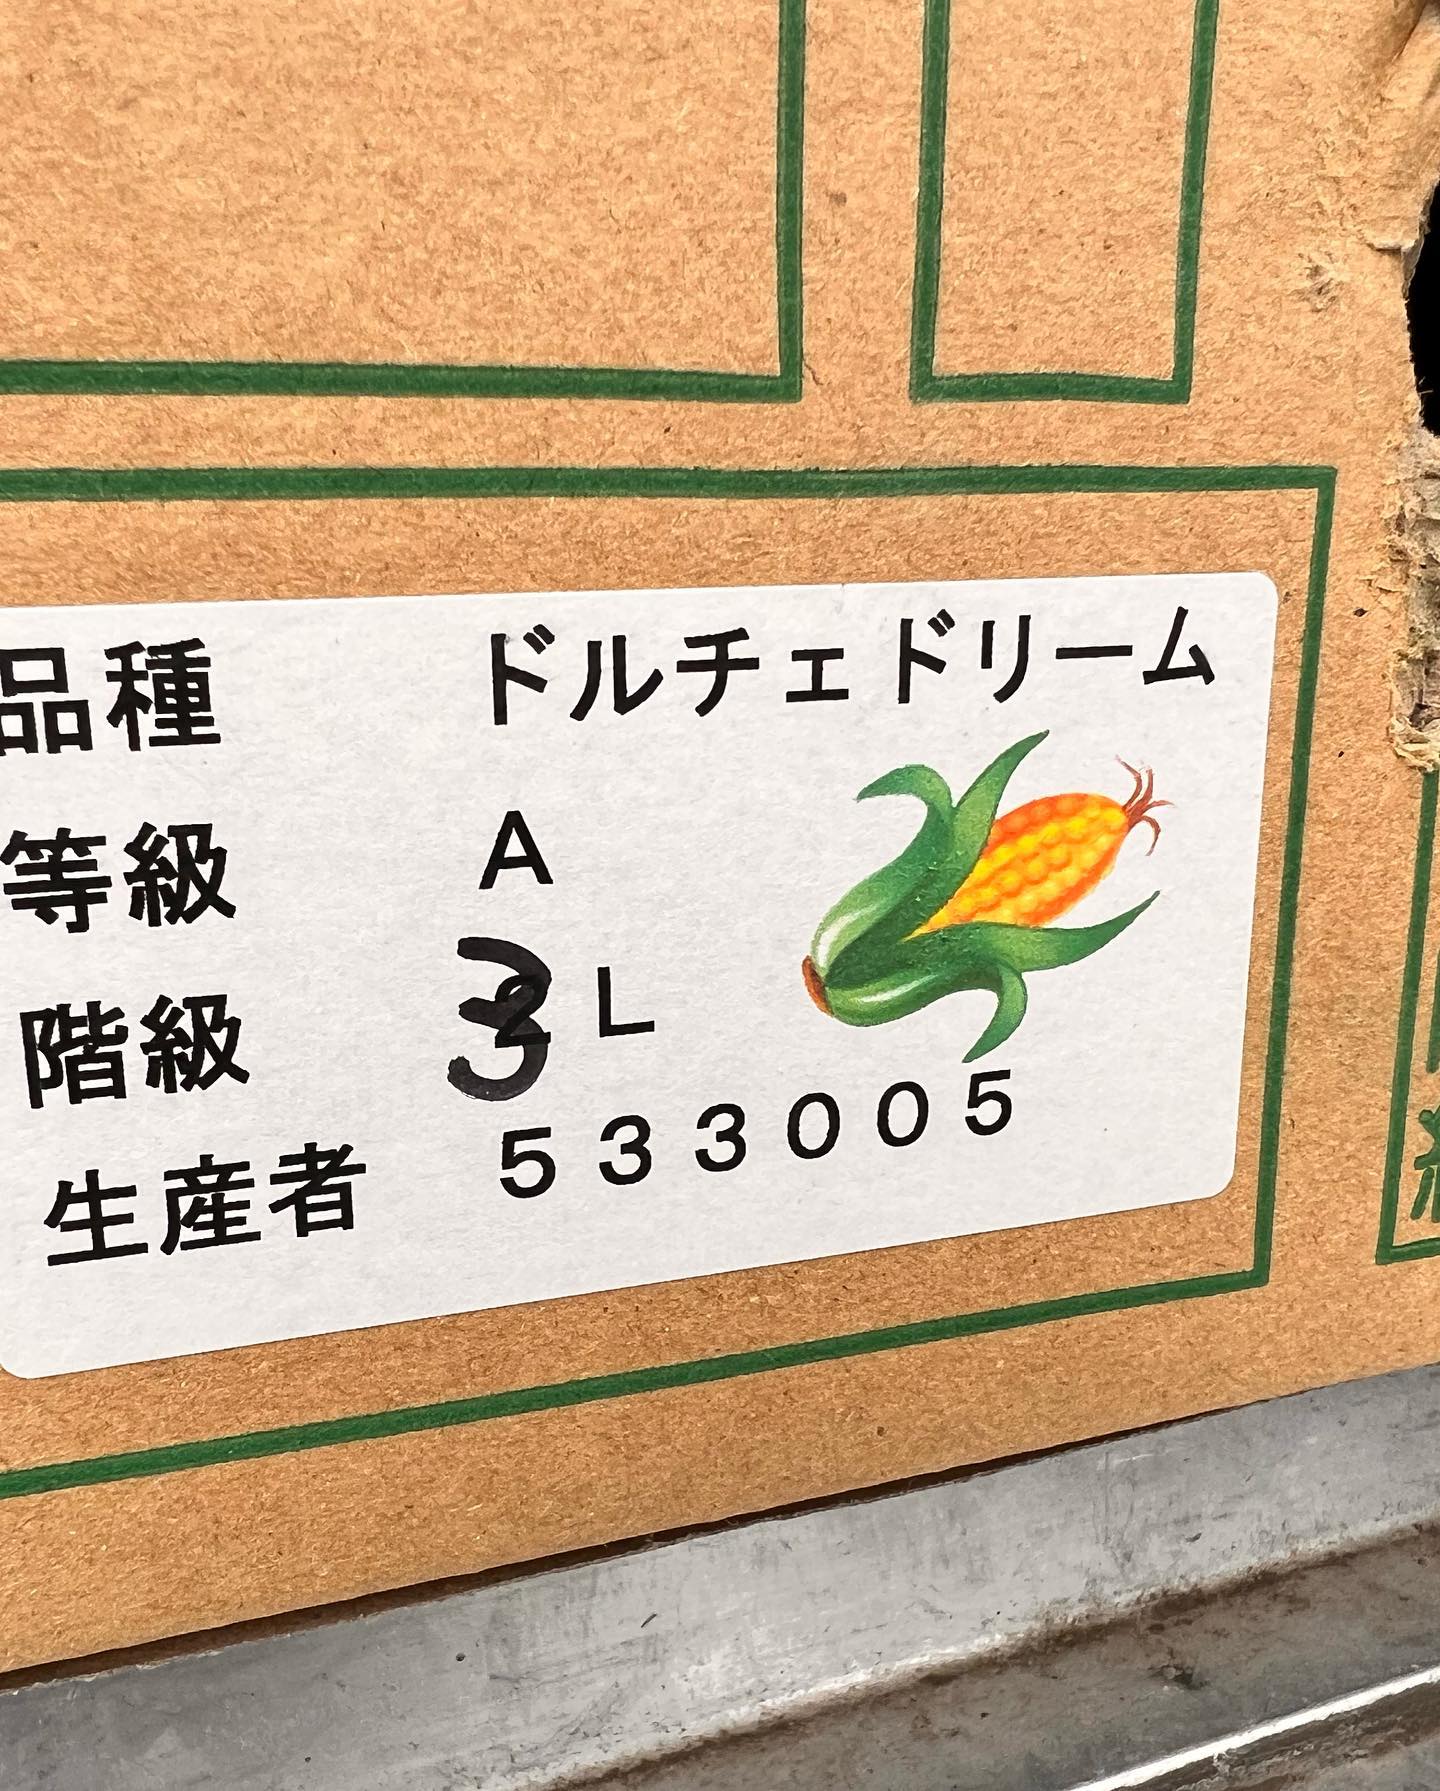 品種 ドルチェドリーム
等級 A
階級 3L
生産者 533005